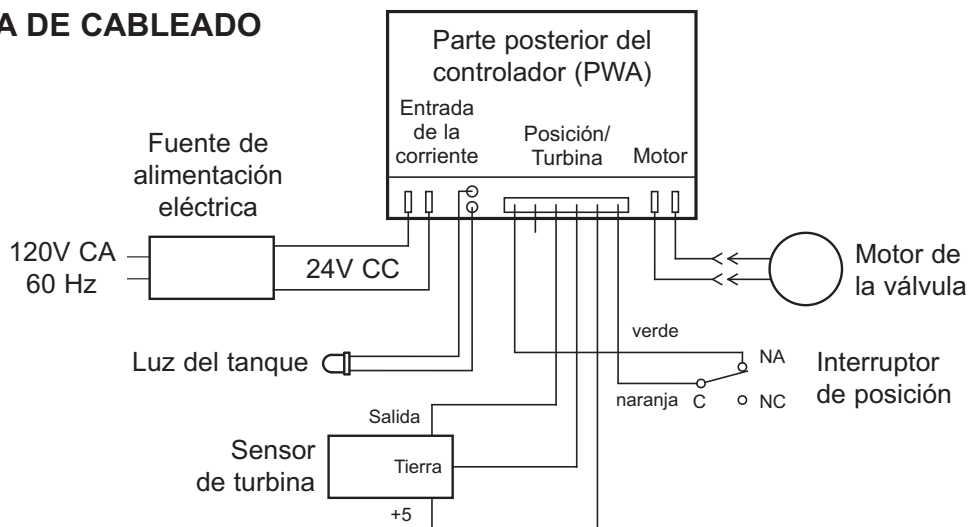 A DE CABLEADO
Parte posterior del
controlador (PWA)
Entrada
de la
corriente
Posición/
Turbina
Motor
Fuente de
alimentación
eléctrica
120V CA
60 Hz
24V CC
Motor de
la válvula
verde
Luz del tanque
NA
Interruptor
de posición
naranja
C
NC
Salida
Sensor
de turbina
Tierra
+5